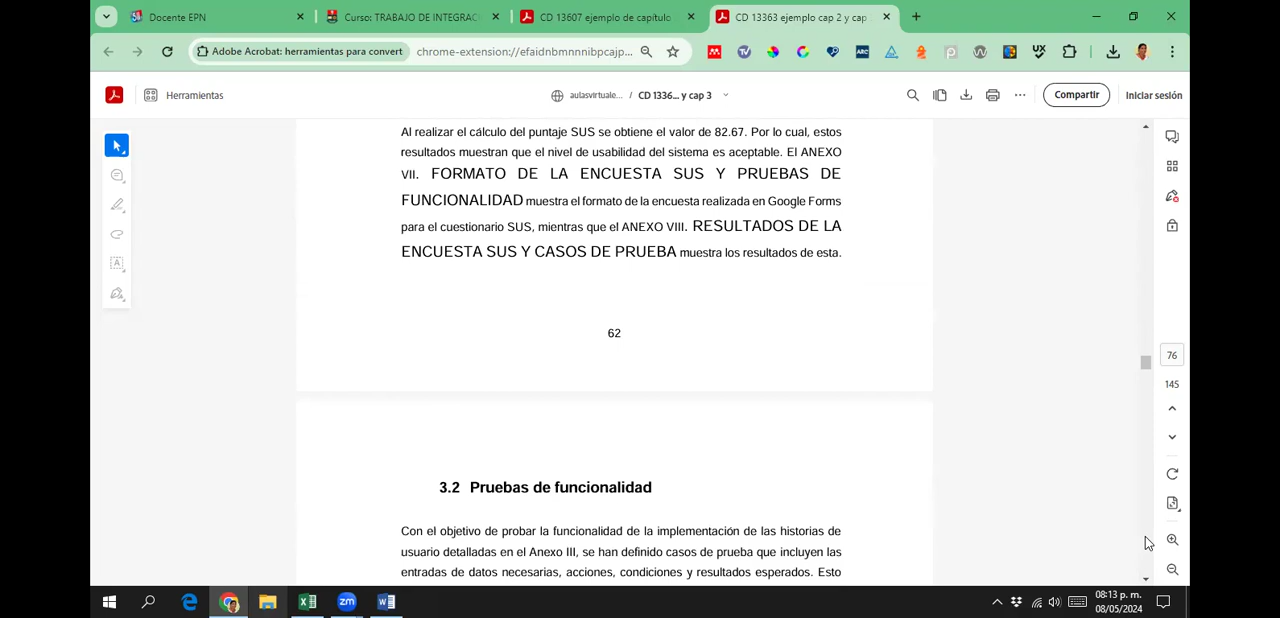 Docente EPN
Curso: TRABAJO DE INTEGRAC
CD 13607 ejemplo de capítulo
CD 13363 ejemplo cap 2 y cap
Adobe Acrobat: herramientas para convert
chrome-extension://efaidnbmnnnibpcajp...
Herramientas
aulasvirtuale... / CD 1336... y cap 3
Compartir
Iniciar sesión
Al realizar el cálculo del puntaje SUS se obtiene el valor de 82.67. Por lo cual, estos
resultados muestran que el nivel de usabilidad del sistema es aceptable. El ANEXO
VII. FORMATO DE LA ENCUESTA SUS Y PRUEBAS DE
FUNCIONALIDAD muestra el formato de la encuesta realizada en Google Forms
para el cuestionario SUS, mientras que el ANEXO VIII. RESULTADOS DE LA
ENCUESTA SUS Y CASOS DE PRUEBA muestra los resultados de esta.
62
3.2 Pruebas de funcionalidad
Con el objetivo de probar la funcionalidad de la implementación de las historias de
usuario detalladas en el Anexo III, se han definido casos de prueba que incluyen las
entradas de datos necesarias, acciones, condiciones y resultados esperados. Esto
76
145
08:13 p. m.
08/05/2024